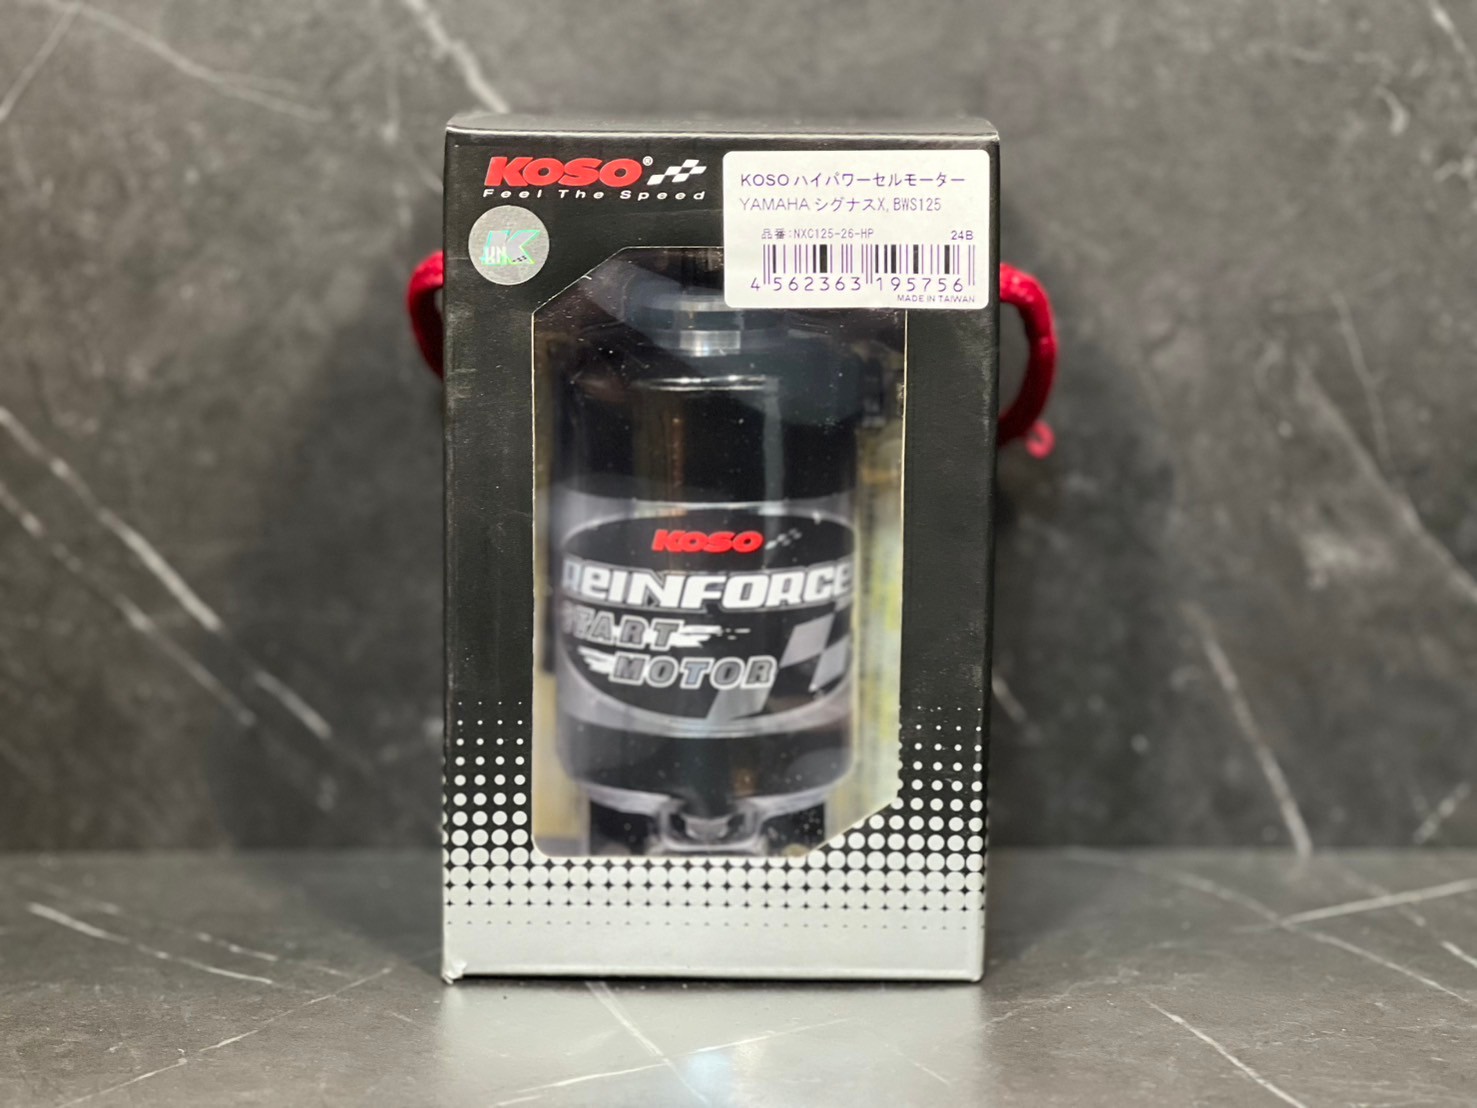 KOSO®
Feel The Speed
KOSO ハイパワーセルモーター
YAMAHA シグナスX, BWS125
品番:NXC125-26-HP 24B
4 562363 195756
MADE IN TAIWAN
KOSO
REINFORCE
START
MOTOR